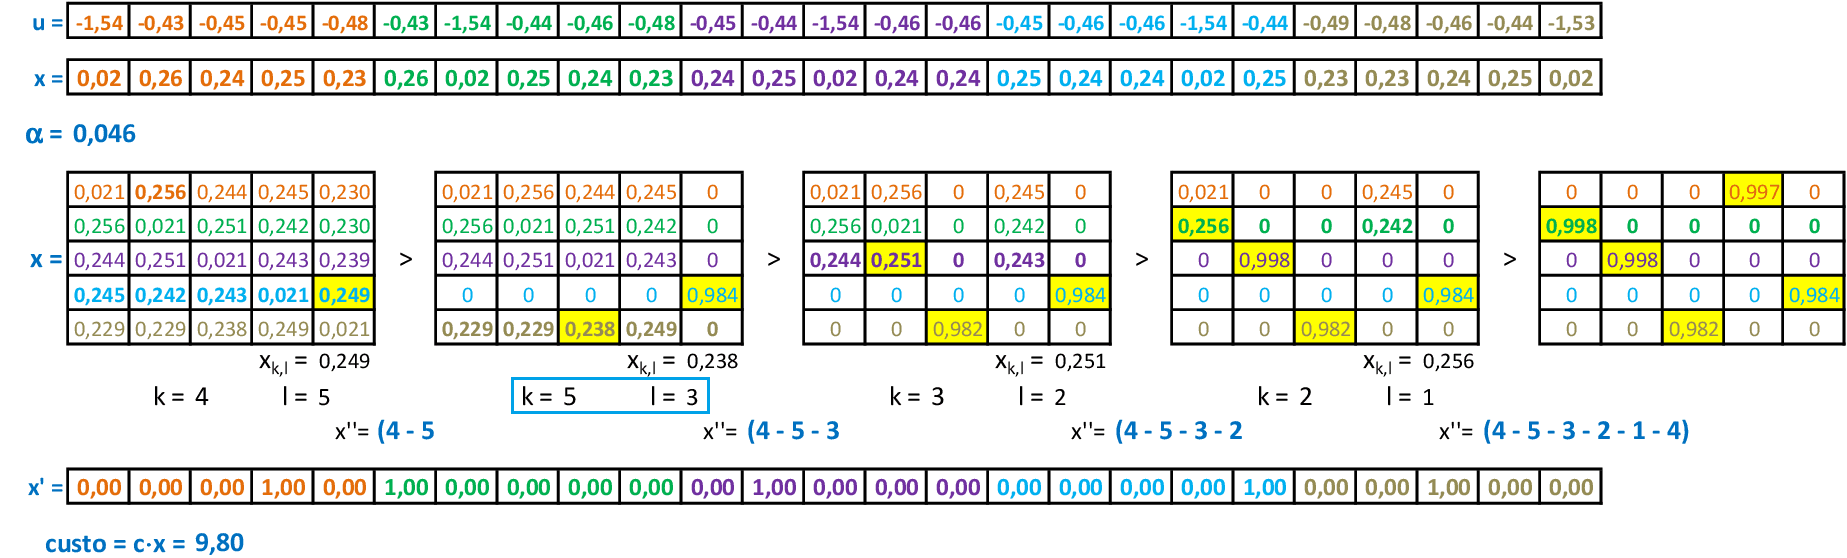 u = -1,54 -0,43 -0,45 -0,45 -0,48 -0,43 -1,54 -0,44 -0,46 -0,48 -0,45 -0,44 -1,54 -0,46 -0,46 -0,45 -0,46 -0,46 -1,54 -0,44 -0,49 -0,48 -0,46 -0,44 -1,53
x = 0,02 0,26 0,24 0,25 0,23 0,26 0,02 0,25 0,24 0,23 0,24 0,25 0,02 0,24 0,24 0,25 0,24 0,24 0,02 0,25 0,23 0,23 0,24 0,25 0,02
α = 0,046
0,021 0,256 0,244 0,245 0,230 0,021 0,256 0,244 0,245 0 0,021 0,256 0 0,245 0 0,021 0 0 0,245 0 0 0 0 0,997 0
0,256 0,021 0,251 0,242 0,230 0,256 0,021 0,251 0,242 0 0,256 0,021 0 0,242 0 0,256 0 0 0,242 0 0,998 0 0 0 0
x = 0,244 0,251 0,021 0,243 0,239 > 0,244 0,251 0,021 0,243 0 > 0,244 0,251 0 0,243 0 > 0 0,998 0 0 0 > 0 0,998 0 0 0
0,245 0,242 0,243 0,021 0,249 0 0 0 0 0,984 0 0 0 0 0,984 0 0 0 0 0,984 0 0 0 0 0,984
0,229 0,229 0,238 0,249 0,021 0,229 0,229 0,238 0,249 0 0 0 0,982 0 0 0 0 0,982 0 0 0 0 0,982 0 0
xk,l = 0,249 xk,l = 0,238 xk,l = 0,251 xk,l = 0,256
k = 4 l = 5 k = 5 l = 3 k = 3 l = 2 k = 2 l = 1
x''= (4 - 5 x''= (4 - 5 - 3 x''= (4 - 5 - 3 - 2 x''= (4 - 5 - 3 - 2 - 1 - 4)
x' = 0,00 0,00 0,00 1,00 0,00 1,00 0,00 0,00 0,00 0,00 0,00 1,00 0,00 0,00 0,00 0,00 0,00 0,00 0,00 1,00 0,00 0,00 1,00 0,00 0,00
custo = c·x = 9,80